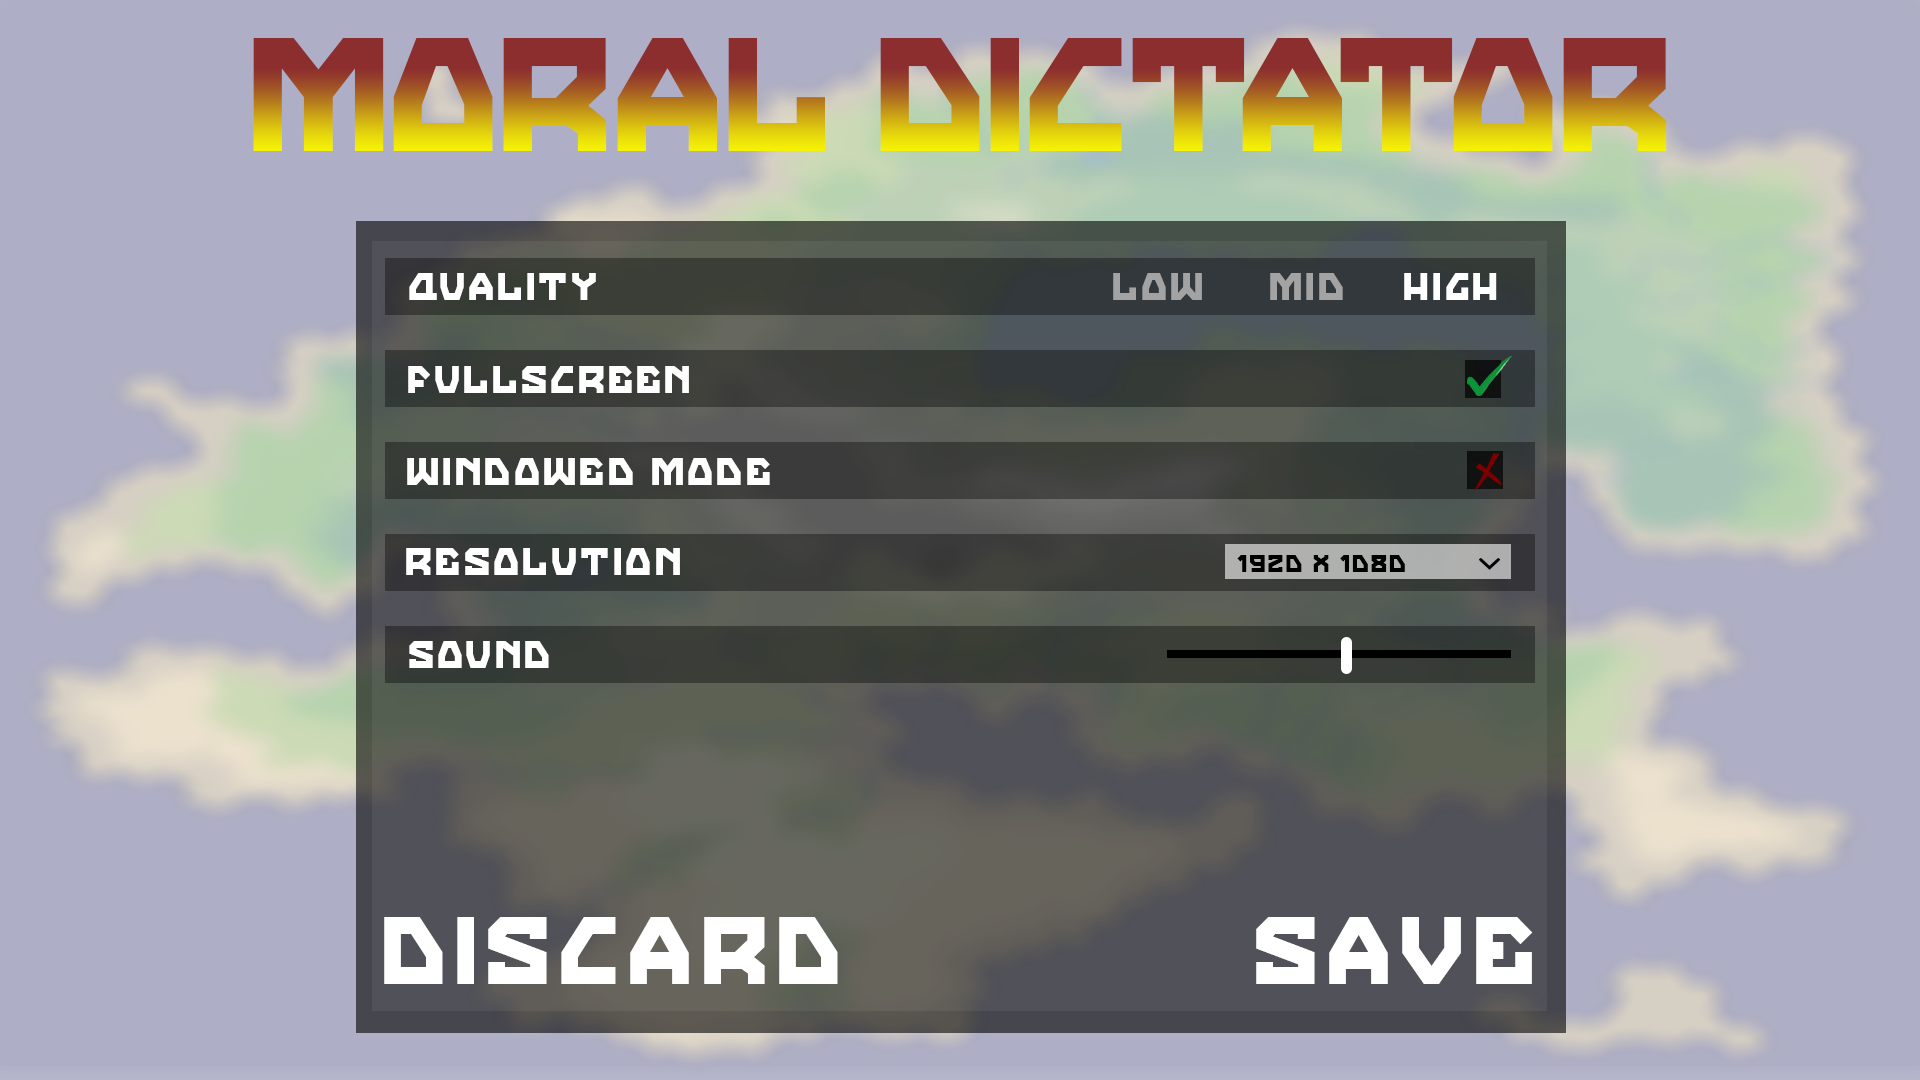 MORAL DICTATOR
QUALITY LOW MID HIGH
FULLSCREEN
WINDOWED MODE
RESOLUTION 1920 X 1080
SOUND
DISCARD SAVE